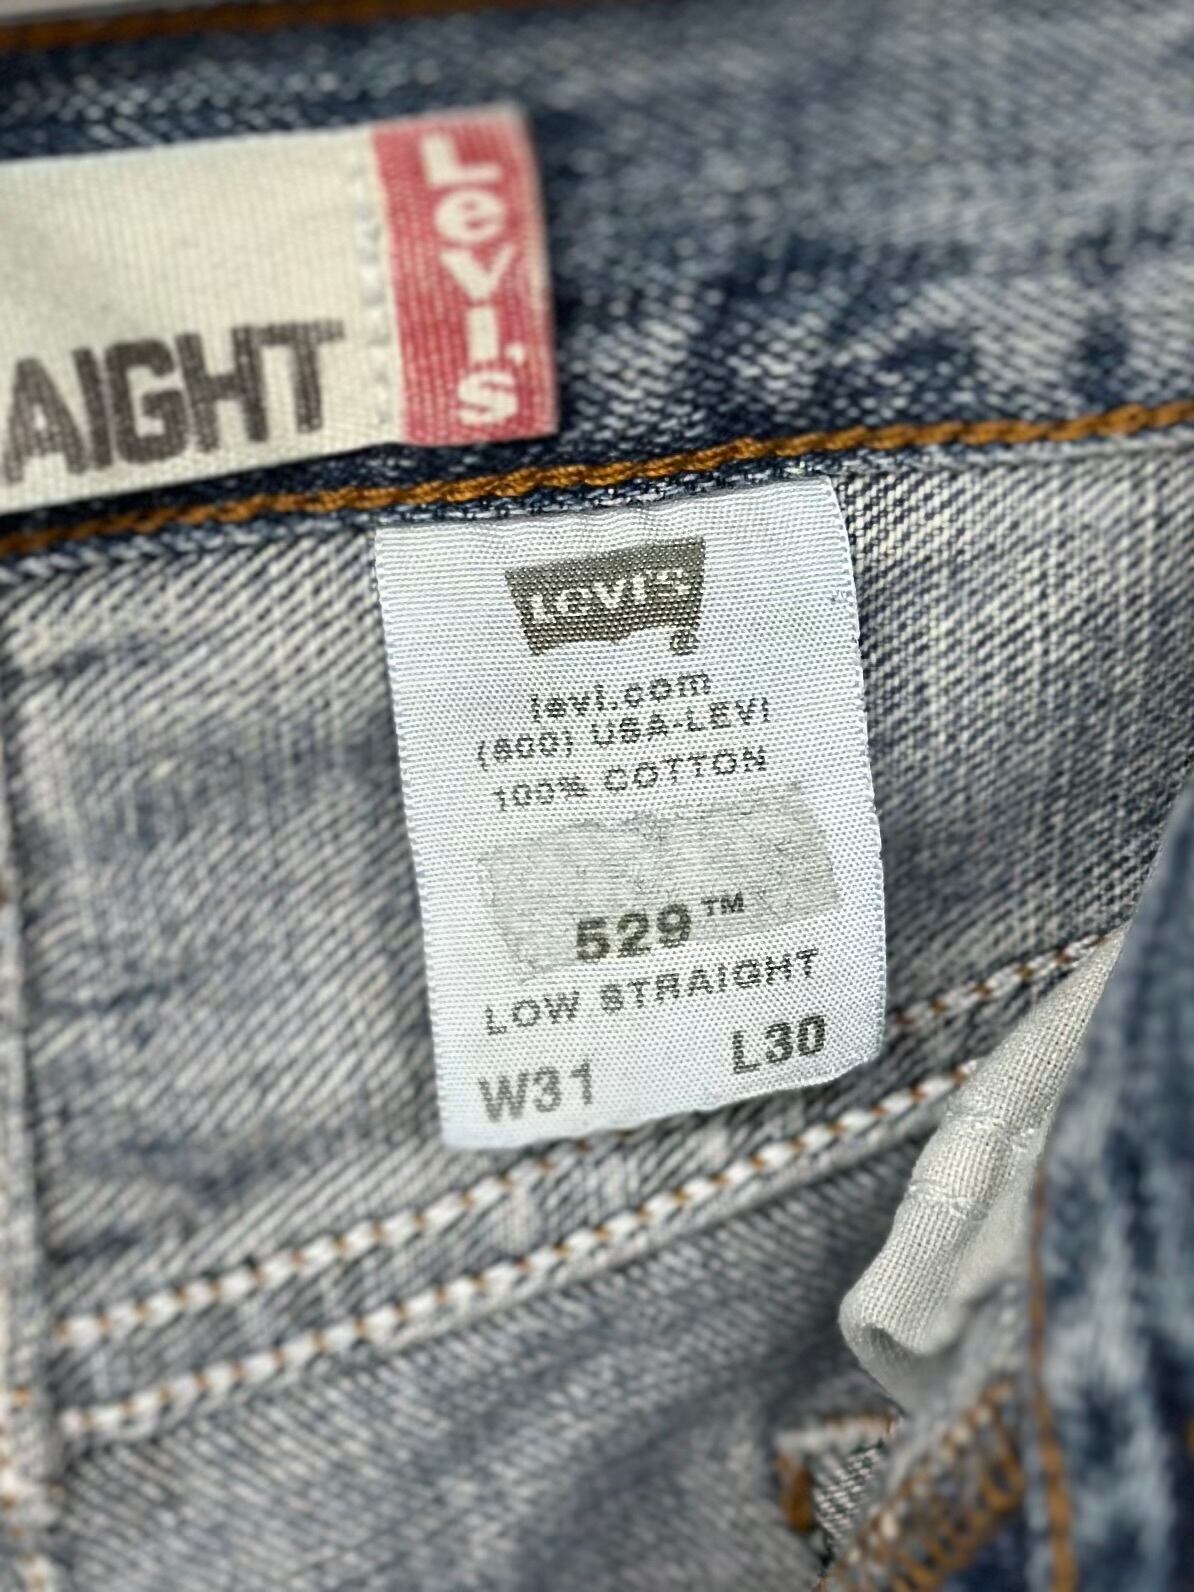 AIGHT
Levi's
Levi's
®
levi.com
(800) USA-LEVI
100% COTTON
529™
LOW STRAIGHT
W31 L30